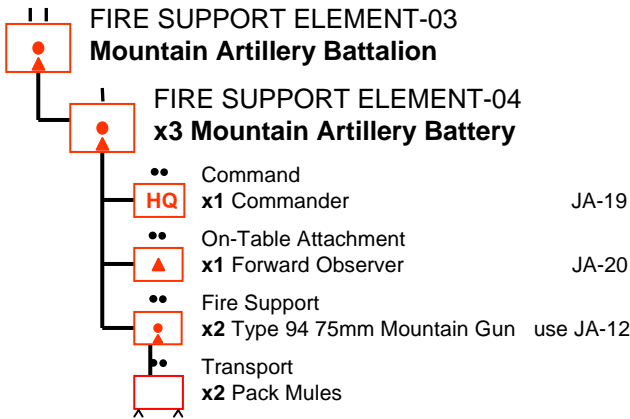 FIRE SUPPORT ELEMENT-03
Mountain Artillery Battalion
FIRE SUPPORT ELEMENT-04
x3 Mountain Artillery Battery
Command
HQ x1 Commander JA-19
On-Table Attachment
x1 Forward Observer JA-20
Fire Support
x2 Type 94 75mm Mountain Gun use JA-12
Transport
x2 Pack Mules